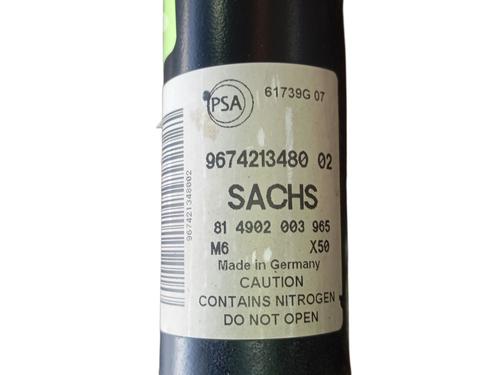 PSA
61739G 07
9674213480 02
SACHS
81 4902 003 965
M6 X50
Made in Germany
CAUTION
CONTAINS NITROGEN
DO NOT OPEN
967421348002